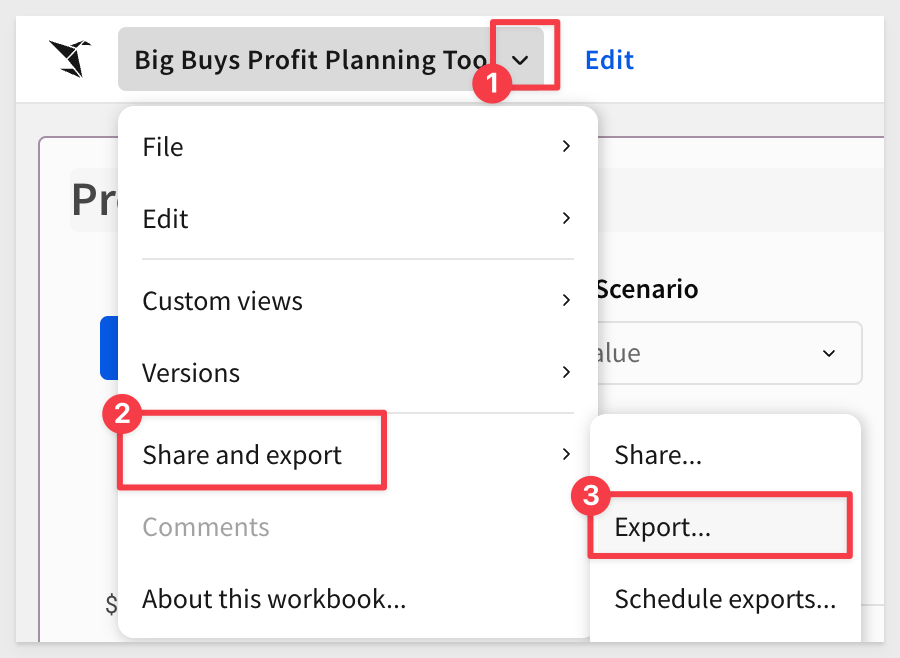 Big Buys Profit Planning Too
Edit
1
Pr
File
Edit
Custom views
Scenario
Versions
alue
2
Share and export
Share...
3
Comments
Export...
$
About this workbook...
Schedule exports...